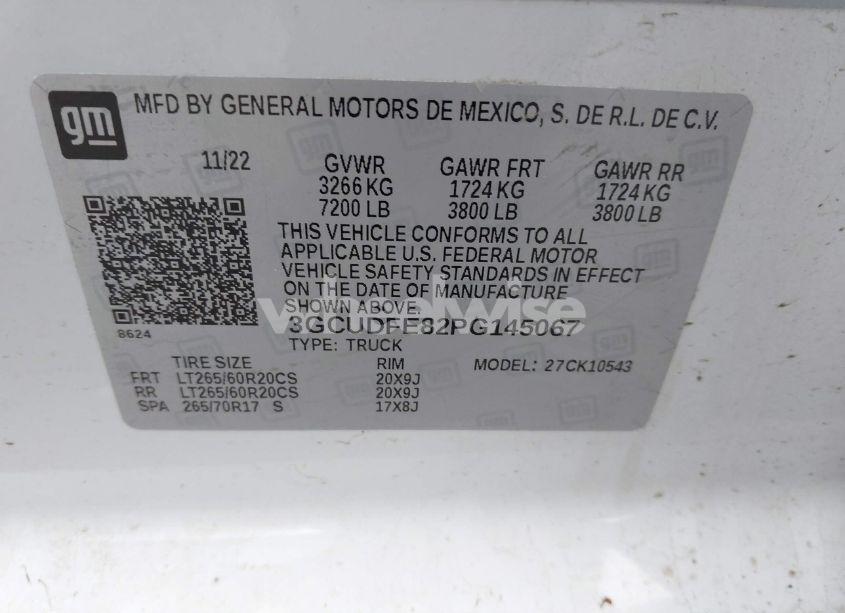 gm MFD BY GENERAL MOTORS DE MEXICO, S. DE R.L. DE C.V.
11/22 GVWR GAWR FRT GAWR RR
3266 KG 1724 KG 1724 KG
7200 LB 3800 LB 3800 LB
THIS VEHICLE CONFORMS TO ALL
APPLICABLE U.S. FEDERAL MOTOR
VEHICLE SAFETY STANDARDS IN EFFECT
ON THE DATE OF MANUFACTURE
SHOWN ABOVE.
8624 3GCUDFE82PG145067
TYPE: TRUCK
TIRE SIZE RIM MODEL: 27CK10543
FRT LT265/60R20CS 20X9J
RR LT265/60R20CS 20X9J
SPA 265/70R17 S 17X8J